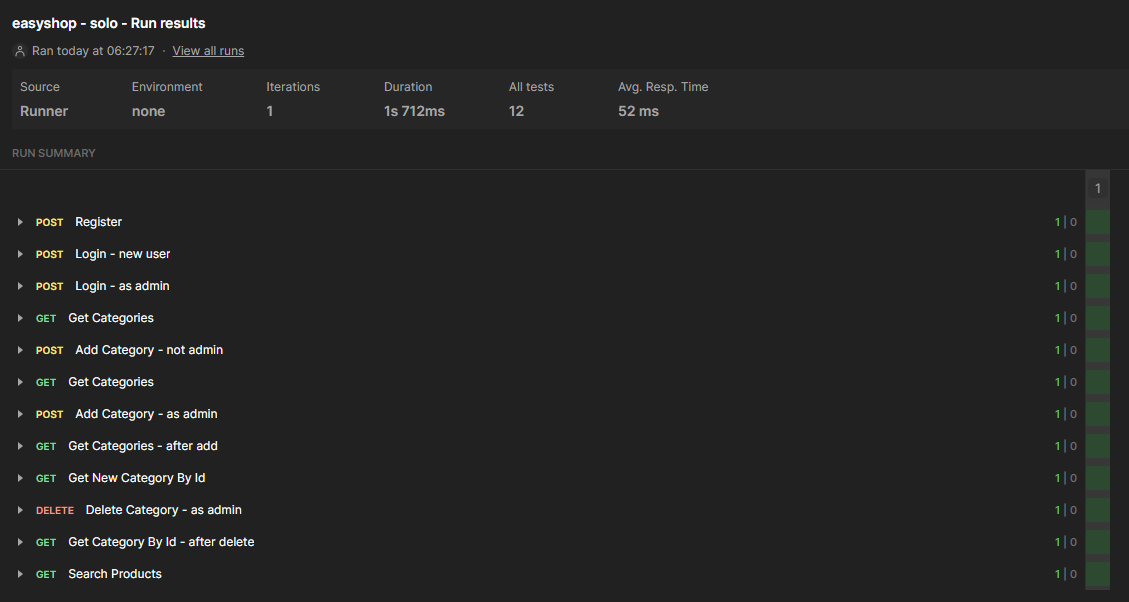 easyshop - solo - Run results
Ran today at 06:27:17 · View all runs
Source Environment Iterations Duration All tests Avg. Resp. Time
Runner none 1 1s 712ms 12 52 ms
RUN SUMMARY
1
POST Register 1 | 0
POST Login - new user 1 | 0
POST Login - as admin 1 | 0
GET Get Categories 1 | 0
POST Add Category - not admin 1 | 0
GET Get Categories 1 | 0
POST Add Category - as admin 1 | 0
GET Get Categories - after add 1 | 0
GET Get New Category By Id 1 | 0
DELETE Delete Category - as admin 1 | 0
GET Get Category By Id - after delete 1 | 0
GET Search Products 1 | 0